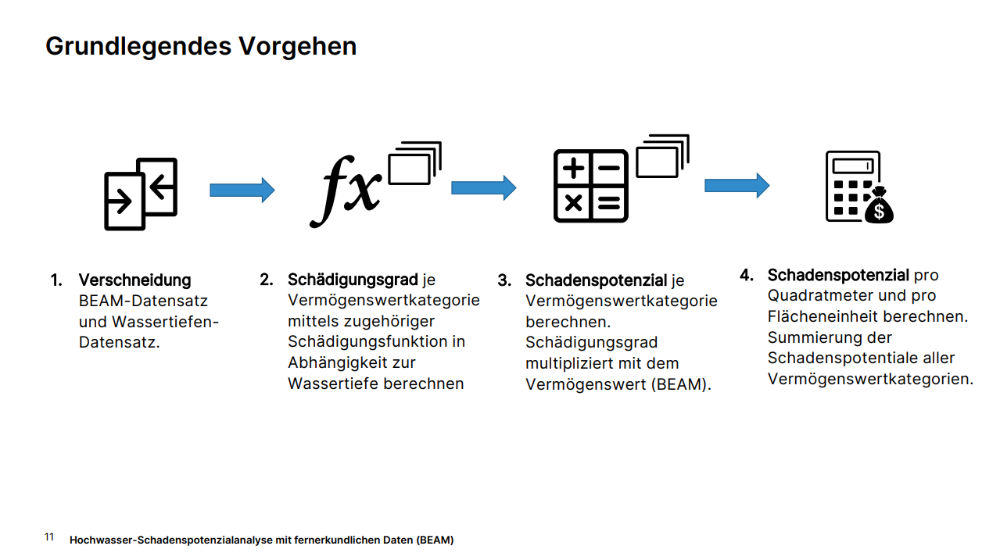 Grundlegendes Vorgehen
fx
$
1. Verschneidung
BEAM-Datensatz
und Wassertiefen-
Datensatz.
2. Schädigungsgrad je
Vermögenswertkategorie
mittels zugehöriger
Schädigungsfunktion in
Abhängigkeit zur
Wassertiefe berechnen
3. Schadenspotenzial je
Vermögenswertkategorie
berechnen.
Schädigungsgrad
multipliziert mit dem
Vermögenswert (BEAM).
4. Schadenspotenzial pro
Quadratmeter und pro
Flächeneinheit berechnen.
Summierung der
Schadenspotentiale aller
Vermögenswertkategorien.
11 Hochwasser-Schadenspotenzialanalyse mit fernerkundlichen Daten (BEAM)